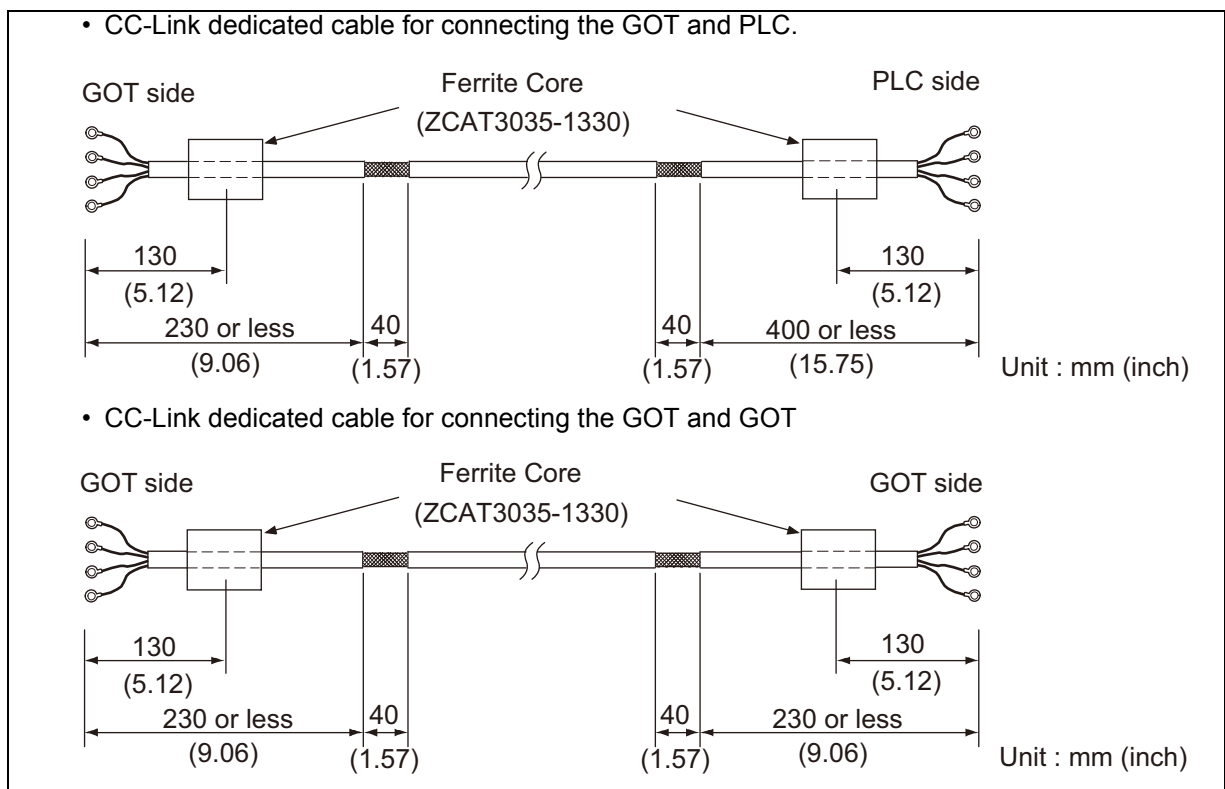 • CC-Link dedicated cable for connecting the GOT and PLC.
GOT side
Ferrite Core
(ZCAT3035-1330)
PLC side
130
(5.12)
130
(5.12)
230 or less
(9.06)
40
(1.57)
40
(1.57)
400 or less
(15.75)
Unit : mm (inch)
• CC-Link dedicated cable for connecting the GOT and GOT
GOT side
Ferrite Core
(ZCAT3035-1330)
GOT side
130
(5.12)
130
(5.12)
230 or less
(9.06)
40
(1.57)
40
(1.57)
230 or less
(9.06)
Unit : mm (inch)